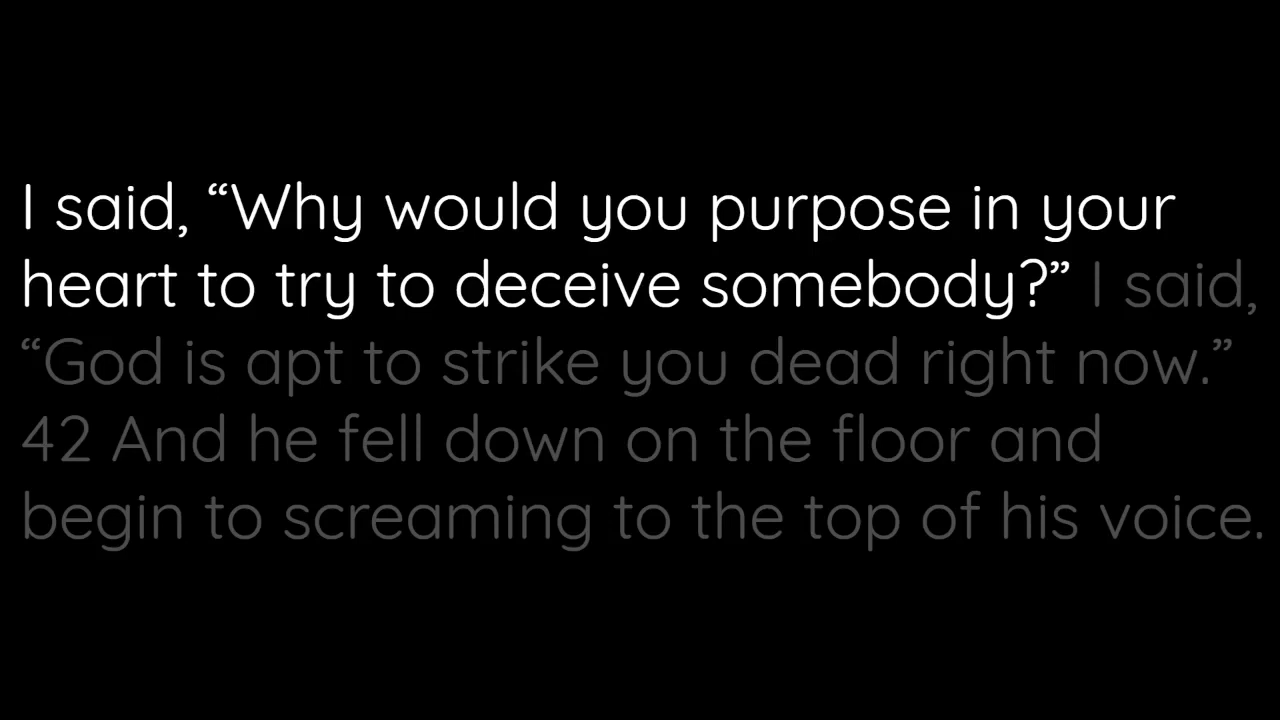 I said, “Why would you purpose in your
heart to try to deceive somebody?” I said,
“God is apt to strike you dead right now.”
42 And he fell down on the floor and
begin to screaming to the top of his voice.